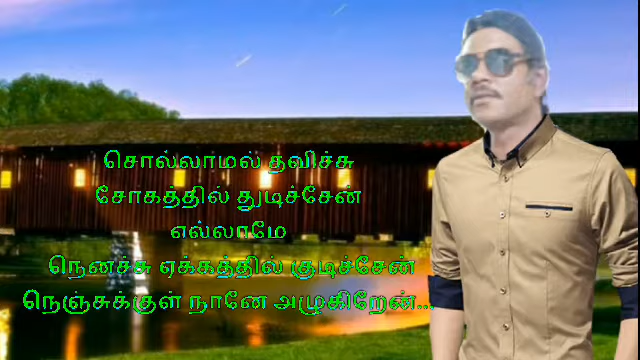 சொல்லாமல் தவிச்சு
சோகத்தில் துடிச்சேன்
எல்லாமே
நெனச்சு ஏக்கத்தில் குடிச்சேன்
நெஞ்சுக்குள் நானே அழுகிறேன்...